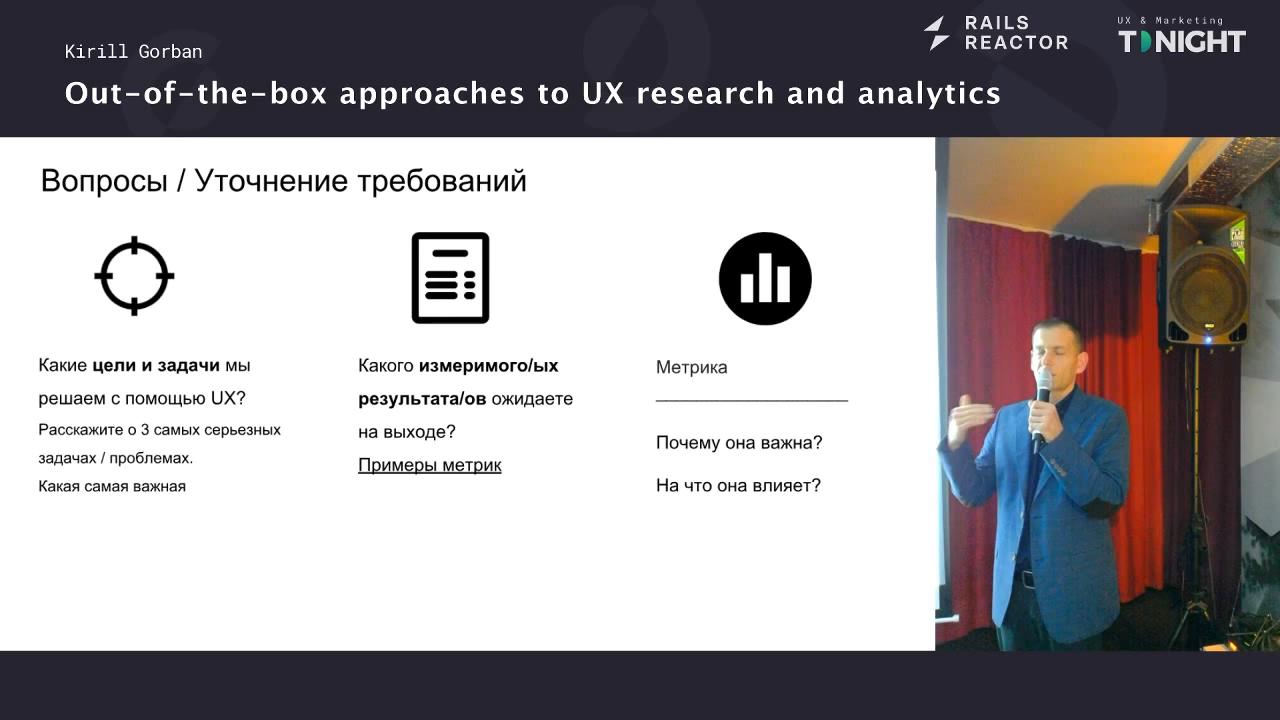 Kirill Gorban
Out-of-the-box approaches to UX research and analytics
RAILS
REACTOR
UX & Marketing
TONIGHT
Вопросы / Уточнение требований
Какие цели и задачи мы
решаем с помощью UX?
Расскажите о 3 самых серьезных
задачах / проблемах.
Какая самая важная
Какого измеримого/ых
результата/ов ожидаете
на выходе?
Примеры метрик
Метрика
Почему она важна?
На что она влияет?